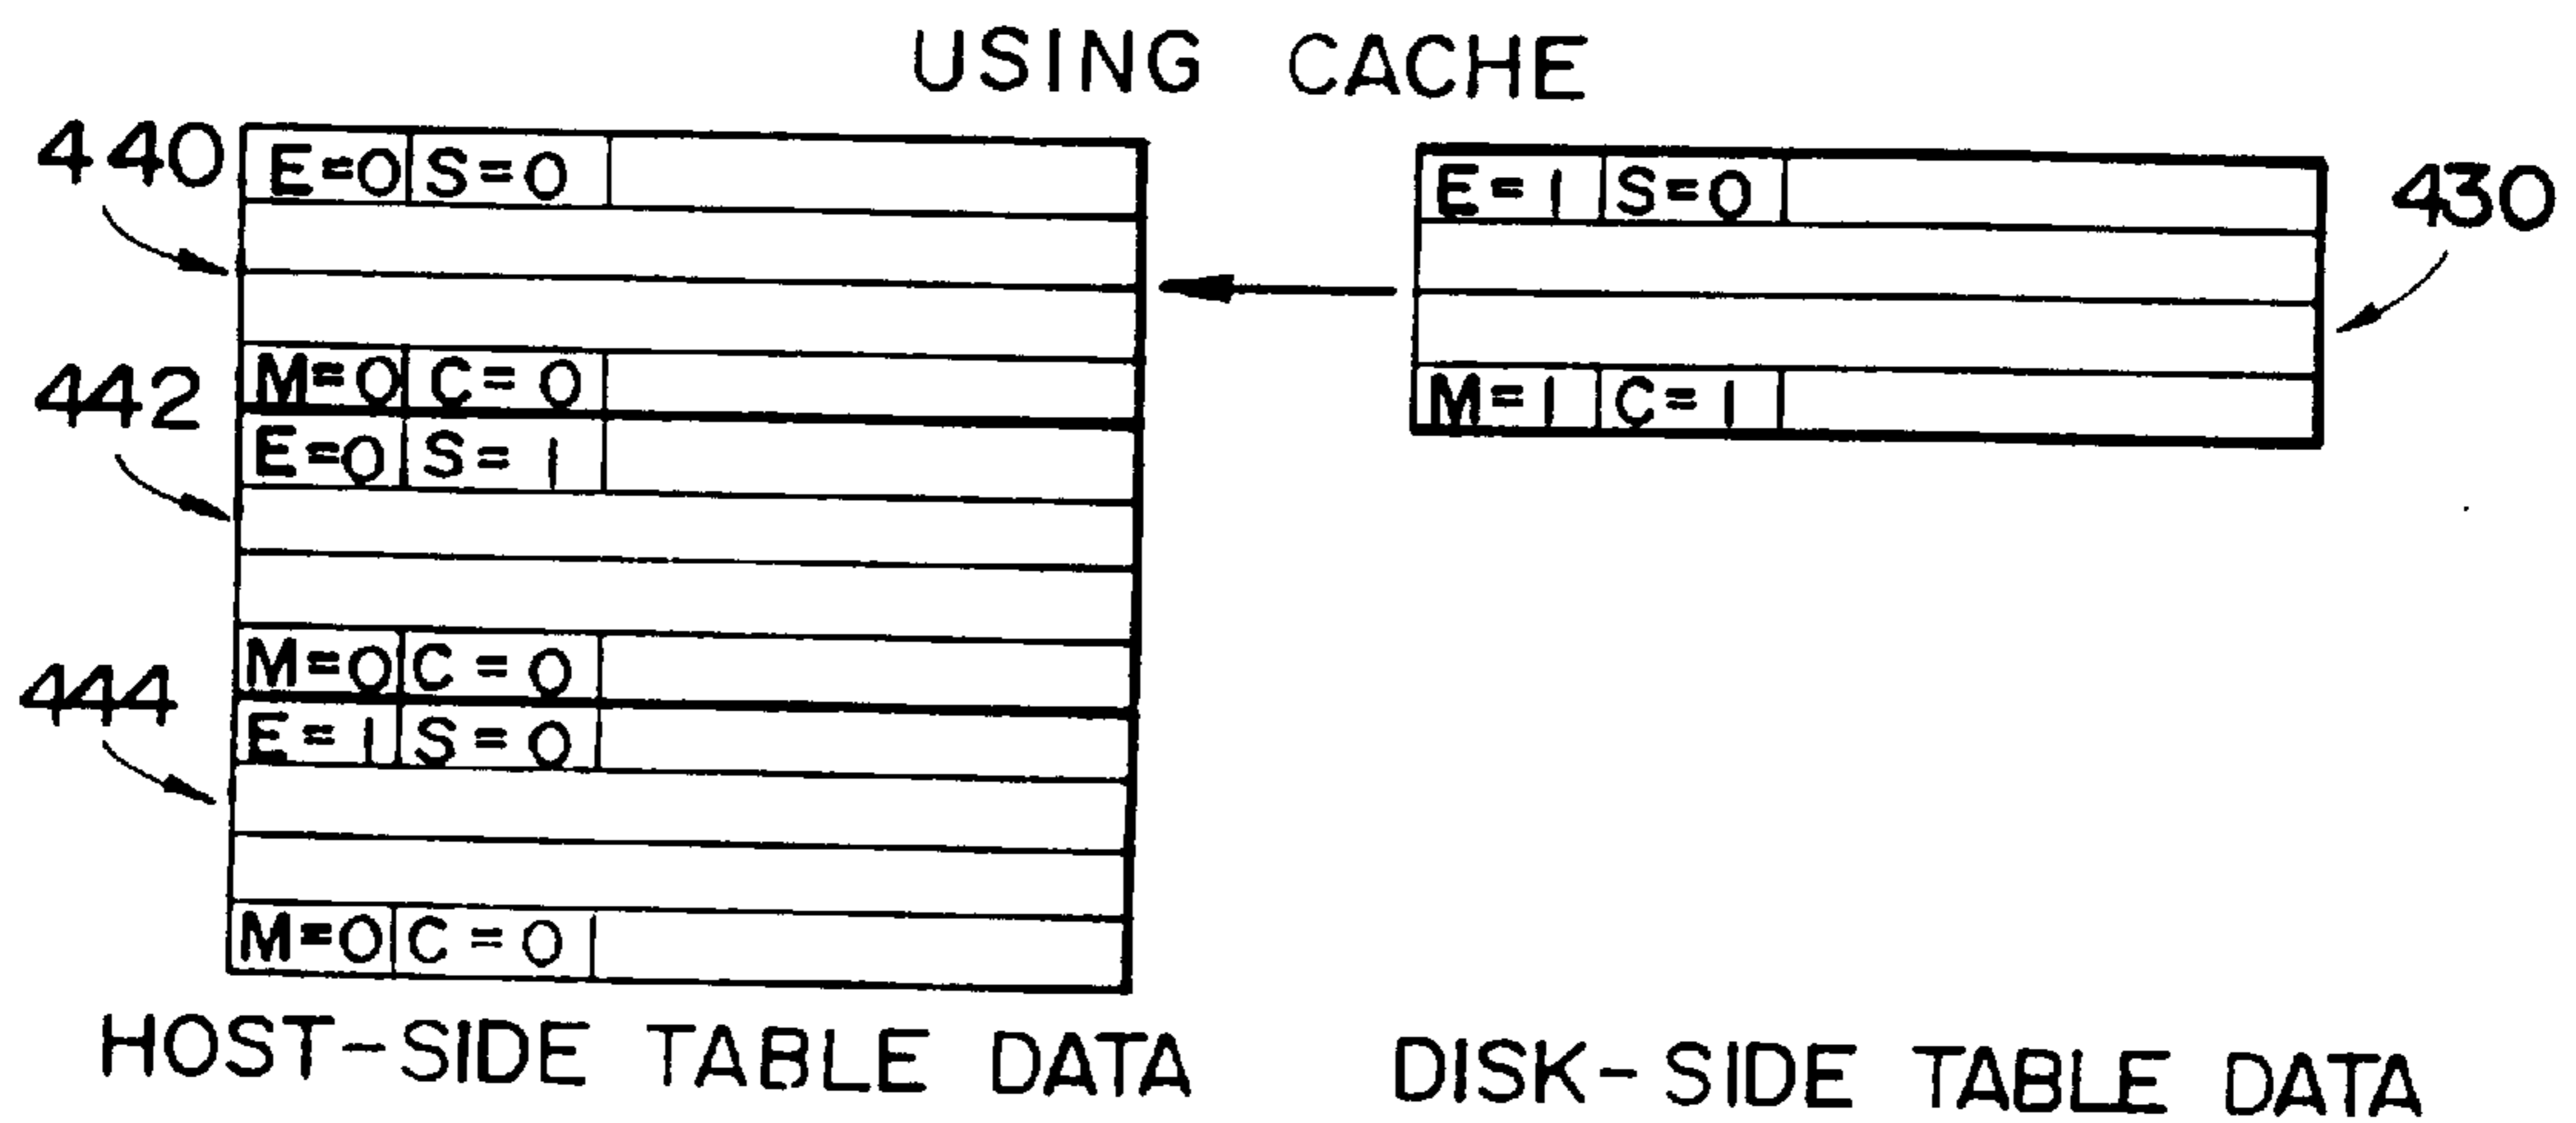 USING CACHE
440
E=0 S=0
M=0 C=0
442
E=0 S=1
M=0 C=0
444
E=1 S=0
M=0 C=0
HOST-SIDE TABLE DATA
430
E=1 S=0
M=1 C=1
DISK-SIDE TABLE DATA